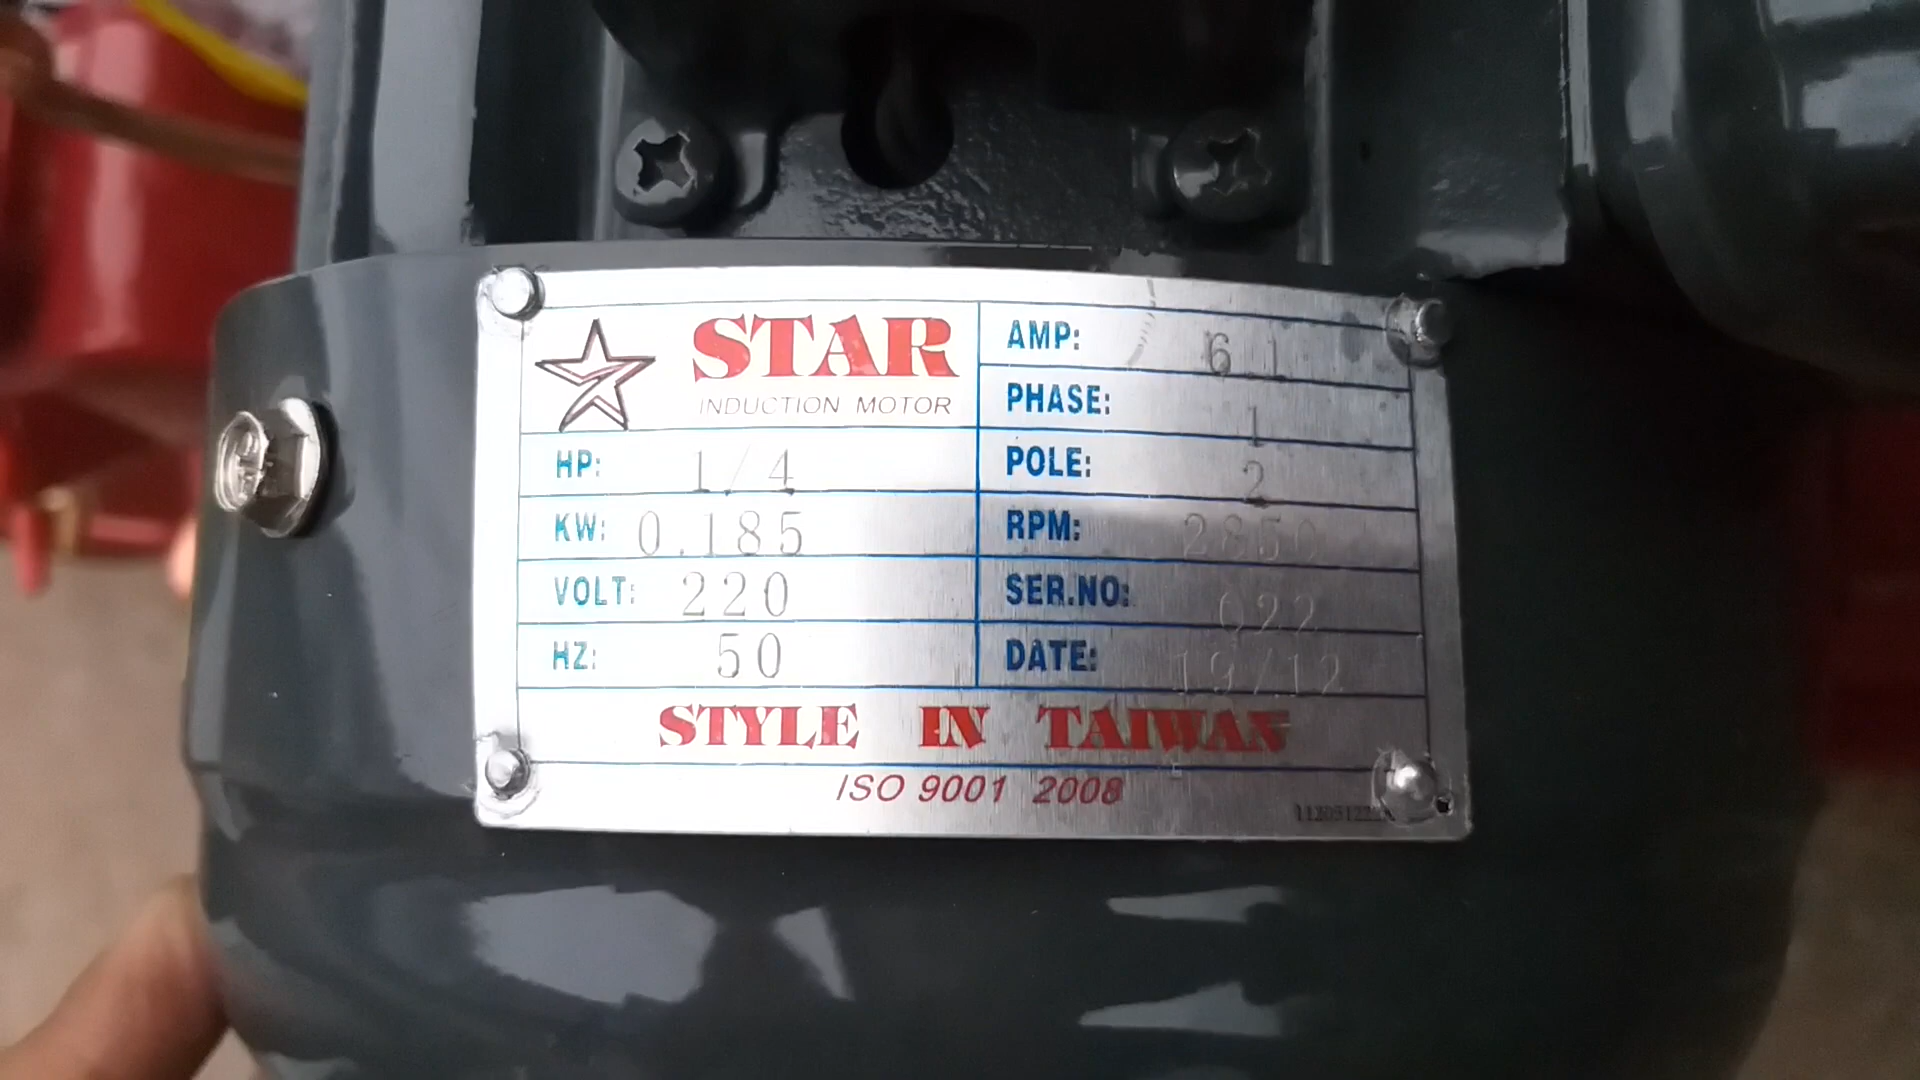 STAR
INDUCTION MOTOR
HP: 1/4
KW: 0.185
VOLT: 220
HZ: 50
AMP: 6.1
PHASE: 1
POLE: 2
RPM: 2850
SER.NO: 022
DATE: 19/12
STYLE IN TAIWAN
ISO 9001 2008